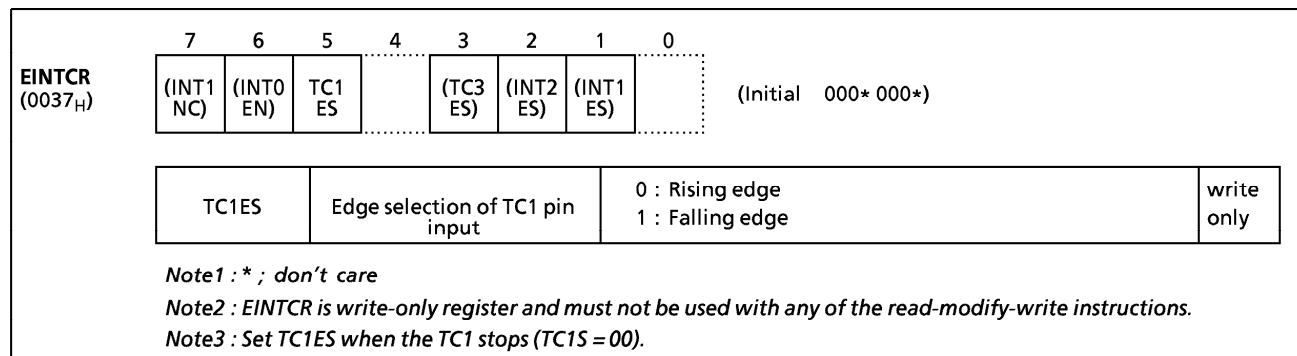 7 6 5 4 3 2 1 0
EINTCR
(0037H)
(INT1 NC) (INT0 EN) TC1 ES (TC3 ES) (INT2 ES) (INT1 ES)
(Initial 000* 000*)
TC1ES
Edge selection of TC1 pin
input
0 : Rising edge
1 : Falling edge
write
only
Note1 : * ; don't care
Note2 : EINTCR is write-only register and must not be used with any of the read-modify-write instructions.
Note3 : Set TC1ES when the TC1 stops (TC1S = 00).